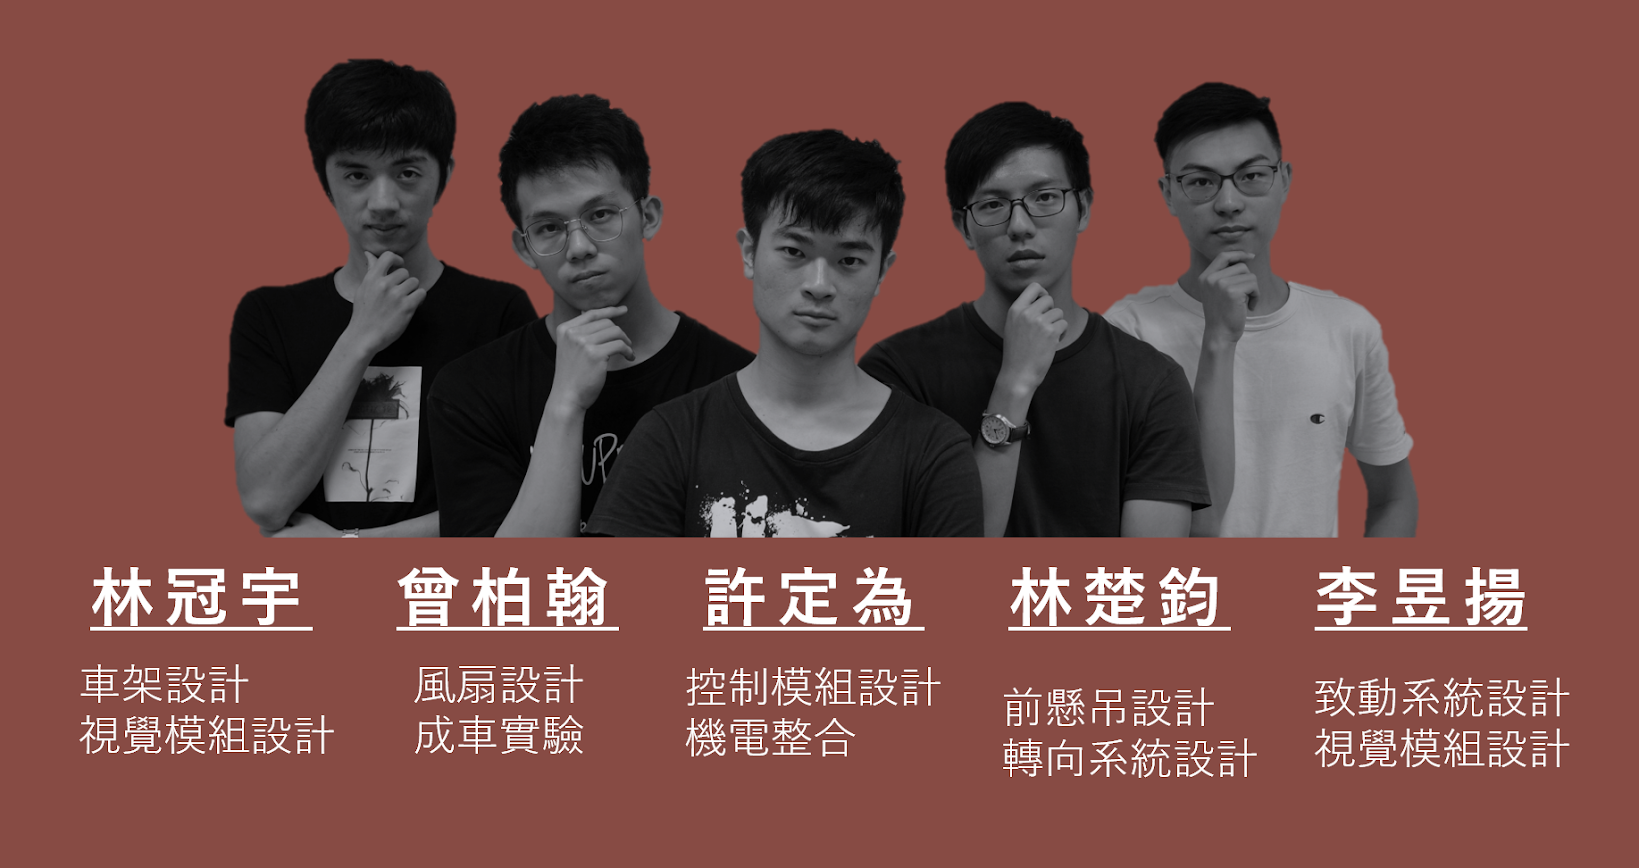 林冠宇
曾柏翰
許定為
林楚鈞
李昱揚
車架設計
視覺模組設計
風扇設計
成車實驗
控制模組設計
機電整合
前懸吊設計
轉向系統設計
致動系統設計
視覺模組設計